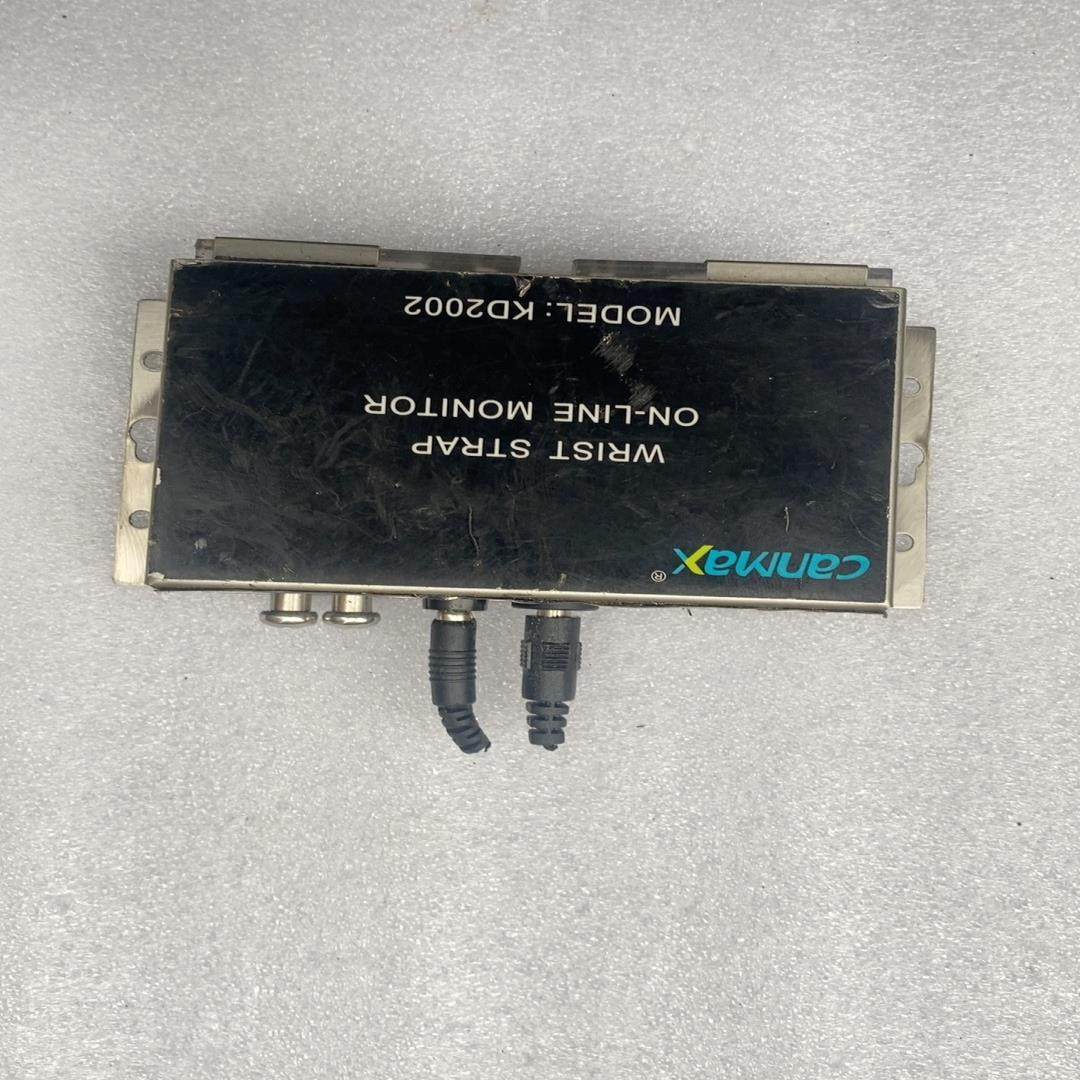 canmax®
WRIST STRAP
ON-LINE MONITOR
MODEL: KD2002